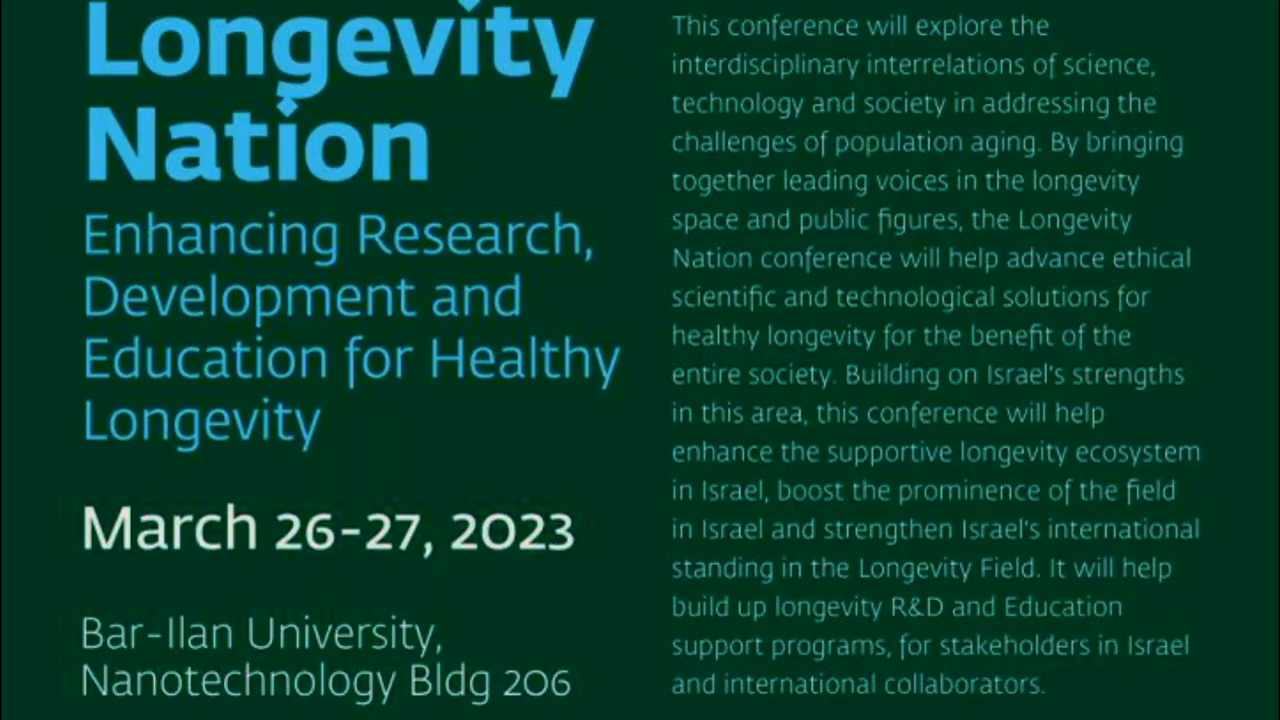 Longevity
Nation
Enhancing Research,
Development and
Education for Healthy
Longevity
March 26-27, 2023
Bar-Ilan University,
Nanotechnology Bldg 206
This conference will explore the
interdisciplinary interrelations of science,
technology and society in addressing the
challenges of population aging. By bringing
together leading voices in the longevity
space and public figures, the Longevity
Nation conference will help advance ethical
scientific and technological solutions for
healthy longevity for the benefit of the
entire society. Building on Israel's strengths
in this area, this conference will help
enhance the supportive longevity ecosystem
in Israel, boost the prominence of the field
in Israel and strengthen Israel's international
standing in the Longevity Field. It will help
build up longevity R&D and Education
support programs, for stakeholders in Israel
and international collaborators.